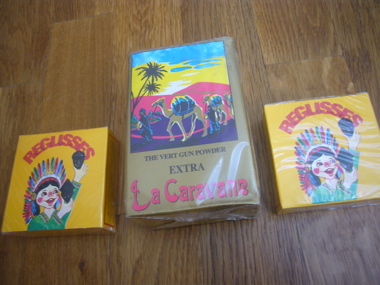 REGLISSES
THE VERT GUN POWDER
EXTRA
La Caravane
REGLISSES